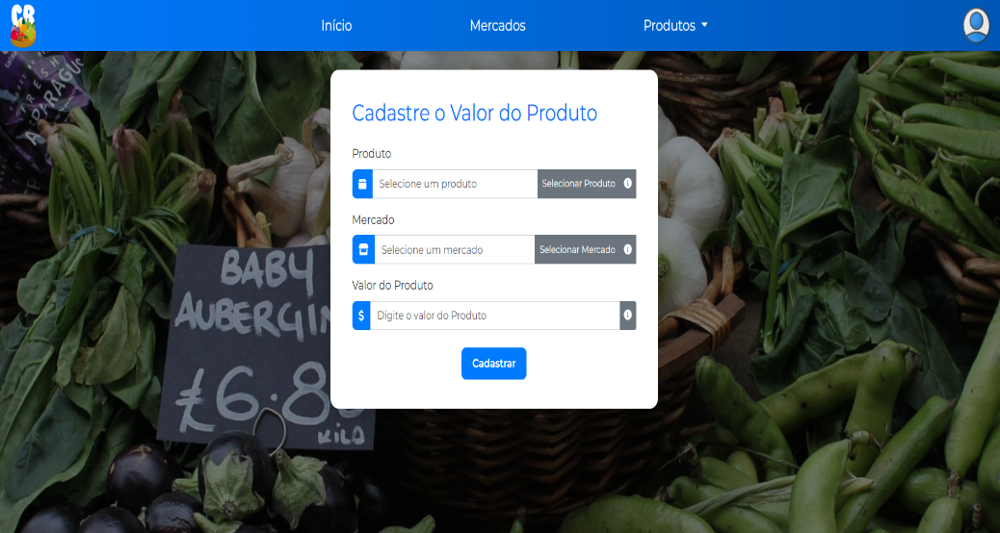 CB
Início
Mercados
Produtos
Cadastre o Valor do Produto
Produto
Selecione um produto
Selecionar Produto
Mercado
Selecione um mercado
Selecionar Mercado
Valor do Produto
$
Digite o valor do Produto
Cadastrar
FRESH
ASPARAGUS
BABY
AUBERGIN
£6.8
KILO